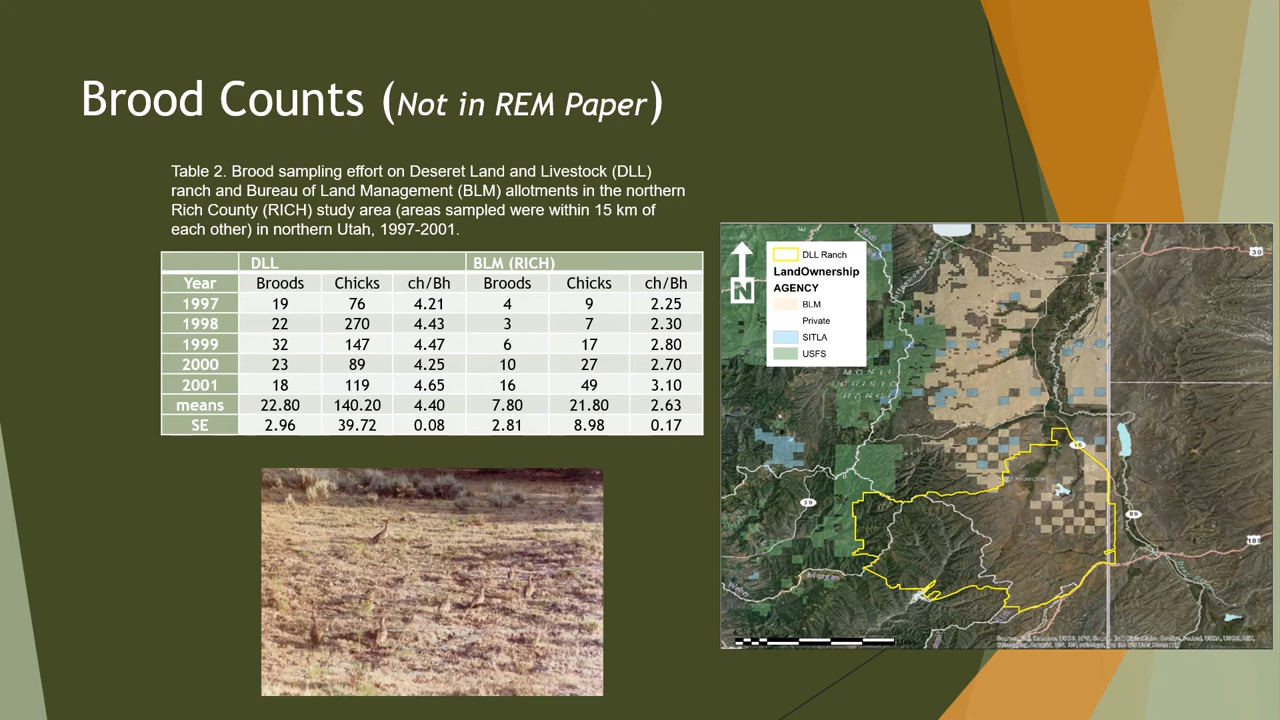 Brood Counts (Not in REM Paper)
Table 2. Brood sampling effort on Deseret Land and Livestock (DLL)
ranch and Bureau of Land Management (BLM) allotments in the northern
Rich County (RICH) study area (areas sampled were within 15 km of
each other) in northern Utah, 1997-2001.
DLL BLM (RICH)
Year Broods Chicks ch/Bh Broods Chicks ch/Bh
1997 19 76 4.21 4 9 2.25
1998 22 270 4.43 3 7 2.30
1999 32 147 4.47 6 17 2.80
2000 23 89 4.25 10 27 2.70
2001 18 119 4.65 16 49 3.10
means 22.80 140.20 4.40 7.80 21.80 2.63
SE 2.96 39.72 0.08 2.81 8.98 0.17
N
DLL Ranch
LandOwnership
AGENCY
BLM
Private
SITLA
USFS
30
16
39
89
189
Morgan
Miles